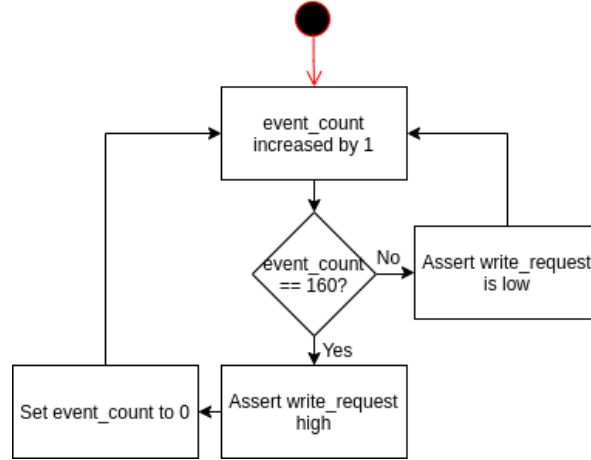 event_count
increased by 1
event_count
== 160?
No
Assert write_request
is low
Yes
Assert write_request
high
Set event_count to 0